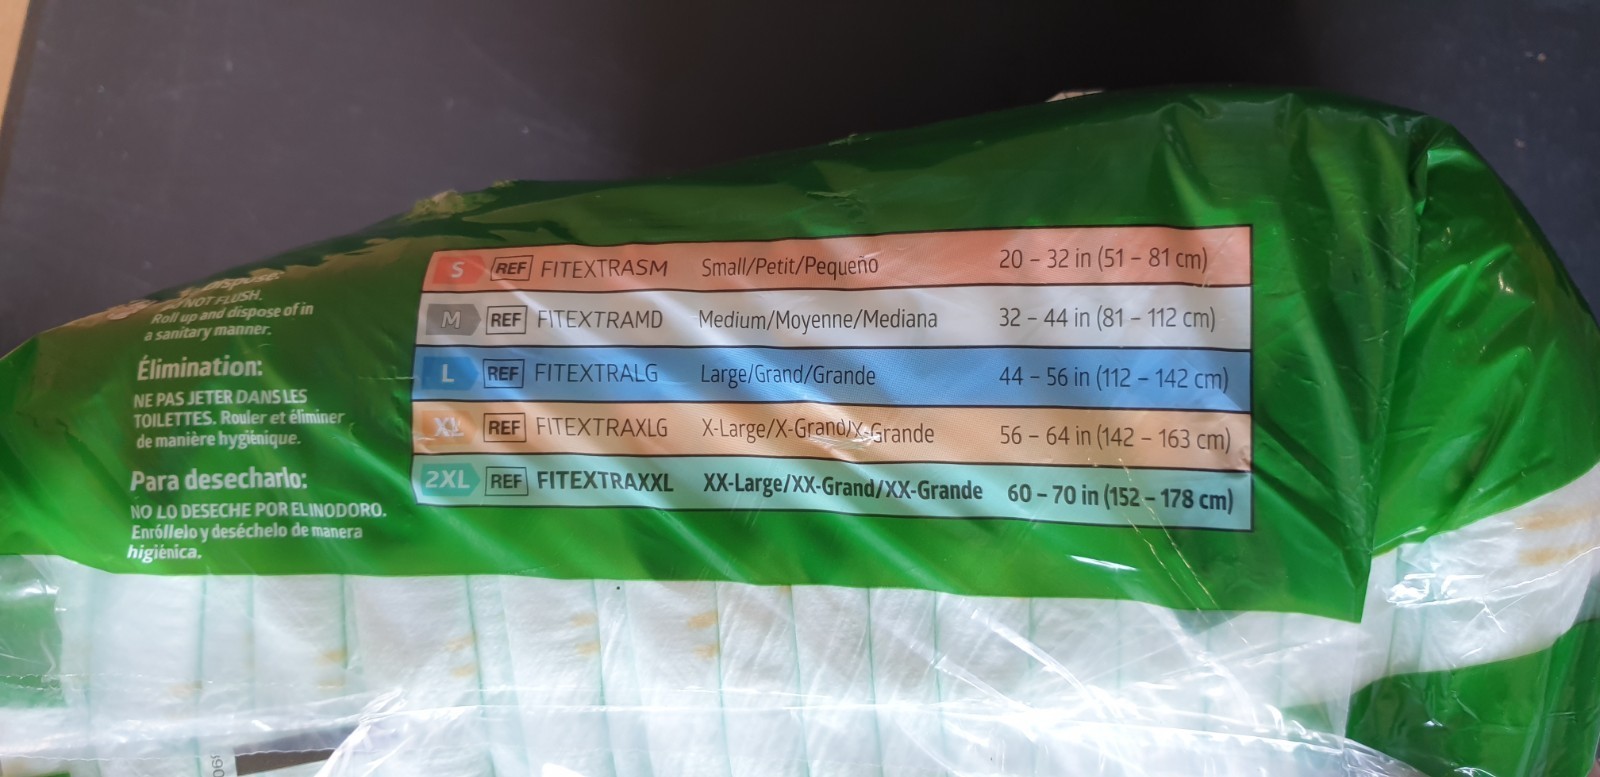 Dispose:
NOT FLUSH.
Roll up and dispose of in
a sanitary manner.
Élimination:
NE PAS JETER DANS LES
TOILETTES. Rouler et éliminer
de manière hygiénique.
Para desecharlo:
NO LO DESECHE POR EL INODORO.
Enróllelo y deséchelo de manera
higiénica.
S REF FITEXTRASM Small/Petit/Pequeño 20 – 32 in (51 – 81 cm)
M REF FITEXTRAMD Medium/Moyenne/Mediana 32 – 44 in (81 – 112 cm)
L REF FITEXTRALG Large/Grand/Grande 44 – 56 in (112 – 142 cm)
XL REF FITEXTRAXLG X-Large/X-Grand/X-Grande 56 – 64 in (142 – 163 cm)
2XL REF FITEXTRAXXL XX-Large/XX-Grand/XX-Grande 60 – 70 in (152 – 178 cm)